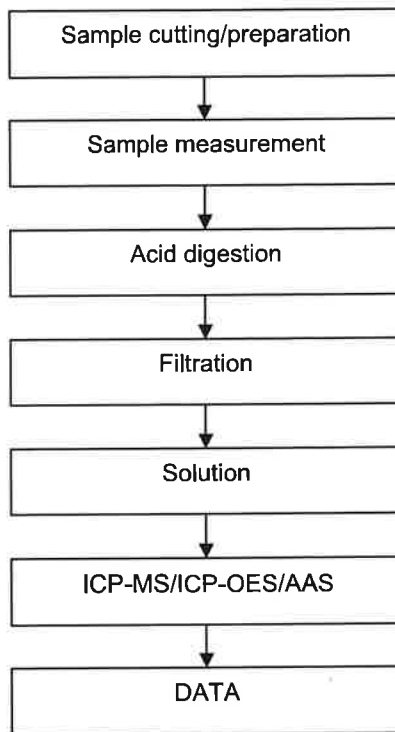 Sample cutting/preparation
Sample measurement
Acid digestion
Filtration
Solution
ICP-MS/ICP-OES/AAS
DATA